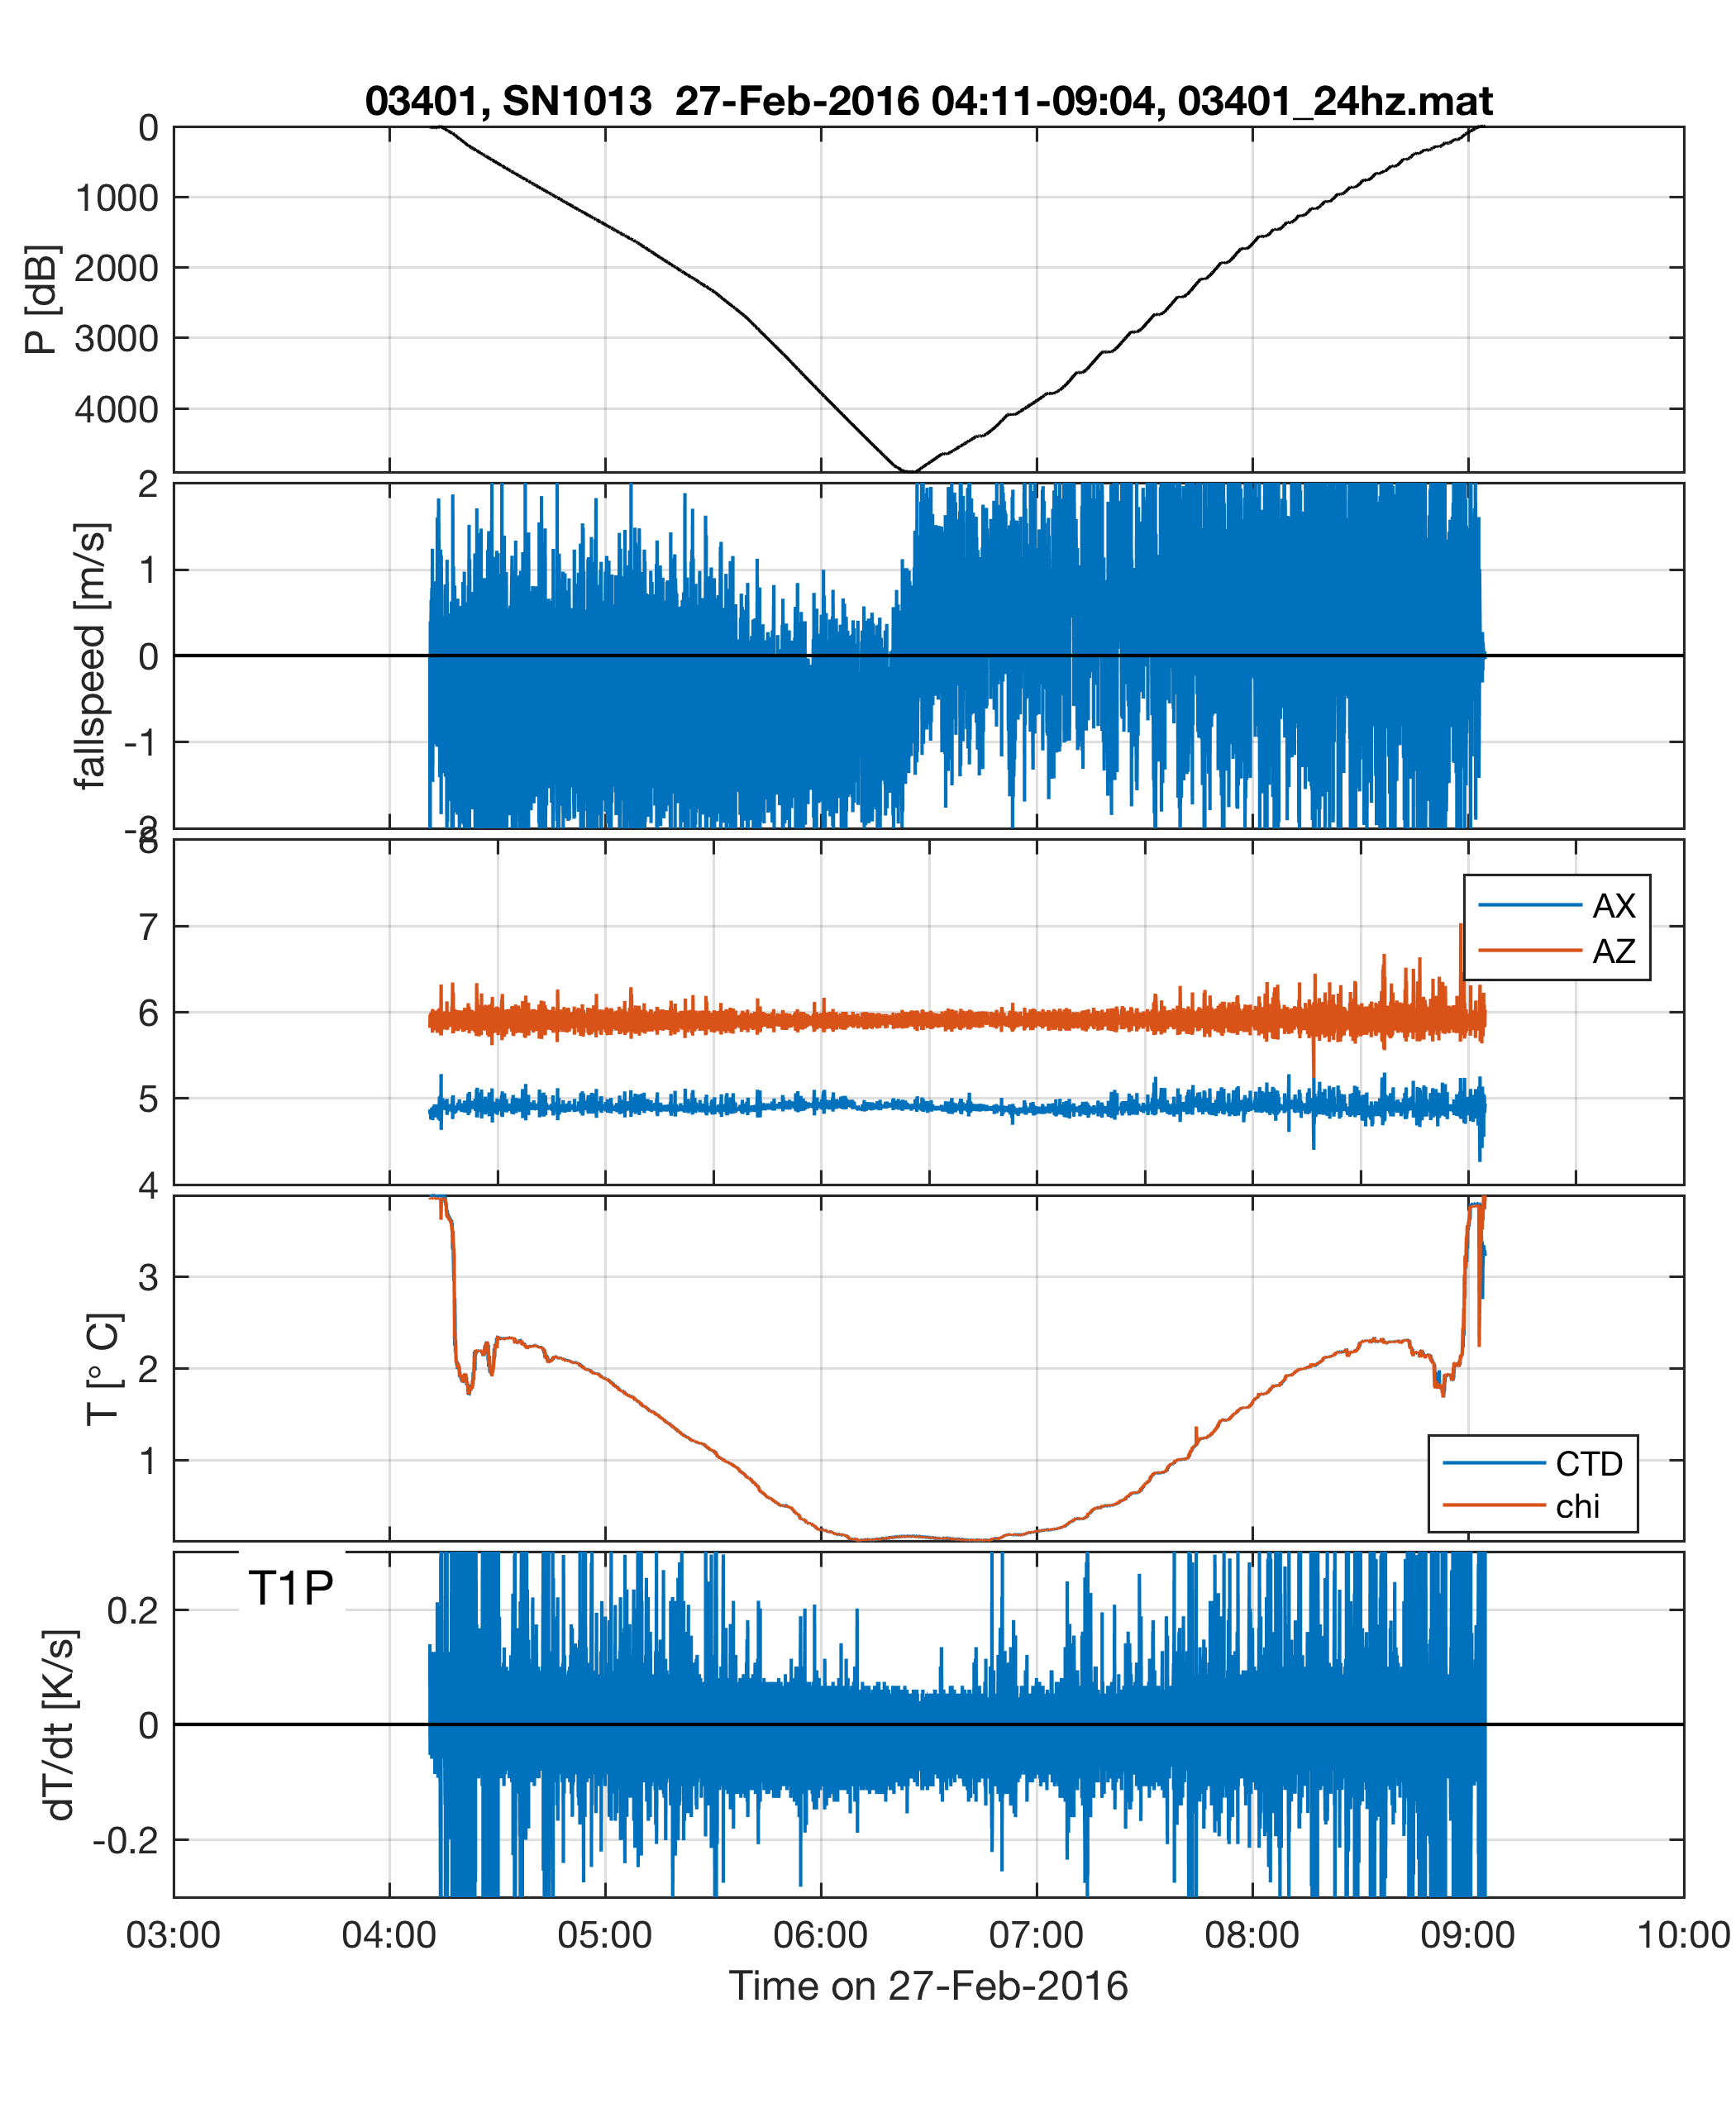 03401, SN1013  27-Feb-2016 04:11-09:04, 03401_24hz.mat
0
1000
2000
3000
4000
P [dB]
2
1
0
-1
-2
fallspeed [m/s]
8
7
6
5
4
AX
AZ
3
2
1
T [° C]
CTD
chi
T1P
0.2
0
-0.2
dT/dt [K/s]
03:00 04:00 05:00 06:00 07:00 08:00 09:00 10:00
Time on 27-Feb-2016